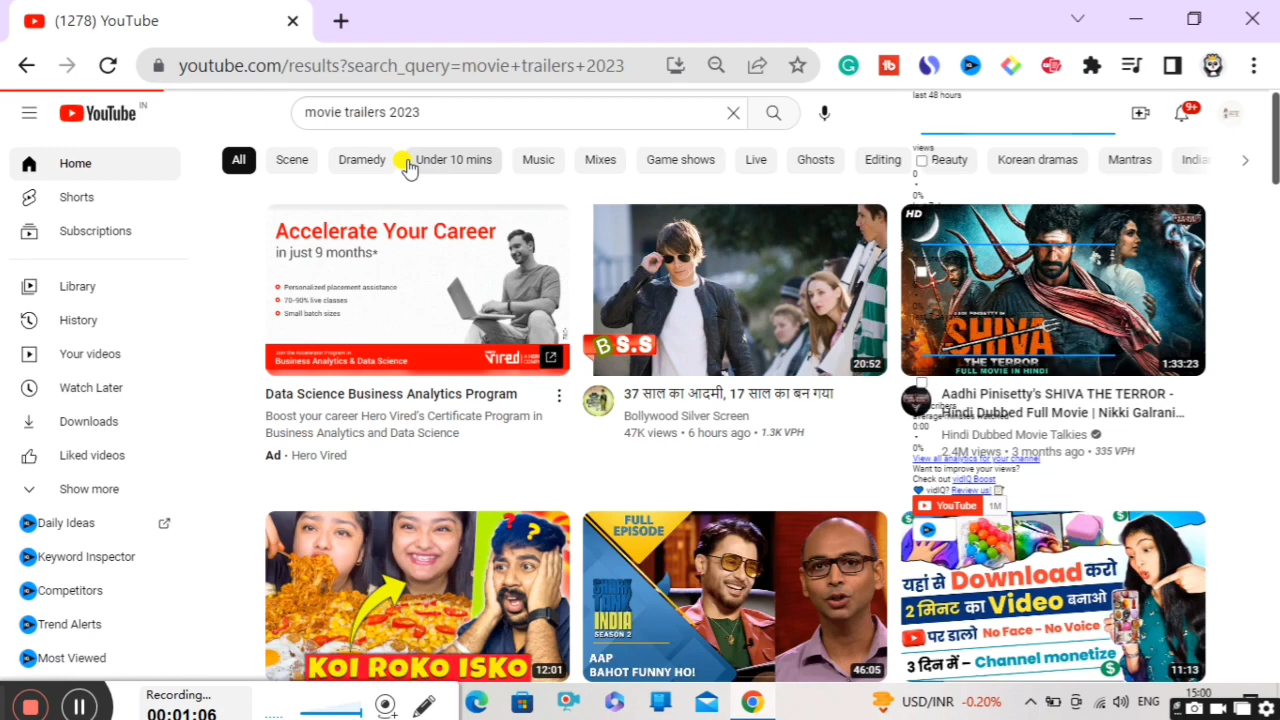 (1278) YouTube
youtube.com/results?search_query=movie+trailers+2023
YouTube IN
movie trailers 2023
last 48 hours
9+
Home
Shorts
Subscriptions
Library
History
Your videos
Watch Later
Downloads
Liked videos
Show more
Daily Ideas
Keyword Inspector
Competitors
Trend Alerts
Most Viewed
All
Scene
Dramedy
Under 10 mins
Music
Mixes
Game shows
Live
Ghosts
Editing
Beauty
Korean dramas
Mantras
India
views
0
-
0%
Accelerate Your Career
in just 9 months*
Personalized placement assistance
70-90% live classes
Small batch sizes
Join the Accelerator Program in
Business Analytics & Data Science
Vired
Data Science Business Analytics Program
Boost your career Hero Vired's Certificate Program in
Business Analytics and Data Science
Ad • Hero Vired
B S.S
20:52
37 साल का आदमी, 17 साल का बन गया
Bollywood Silver Screen
47K views • 6 hours ago • 1.3K VPH
HD
SHIVA
THE TERROR
FULL MOVIE IN HINDI
1:33:23
Aadhi Pinisetty's SHIVA THE TERROR -
Hindi Dubbed Full Movie | Nikki Galrani…
Hindi Dubbed Movie Talkies
2.4M views • 3 months ago • 335 VPH
0:00
-
0%
View all analytics for your channel
Want to improve your views?
Check out vidIQ Boost
vidIQ? Review us!
YouTube 1M
KOI ROKO ISKO
12:01
FULL
EPISODE
SHARK
TANK
INDIA
SEASON 2
AAP
BAHOT FUNNY HO!
46:05
यहां से Download करो
2 मिनट का Video बनाओ
पर डालो No Face - No Voice
3 दिन में - Channel monetize
11:13
Recording...
00:01:06
USD/INR -0.20%
ENG
15:00